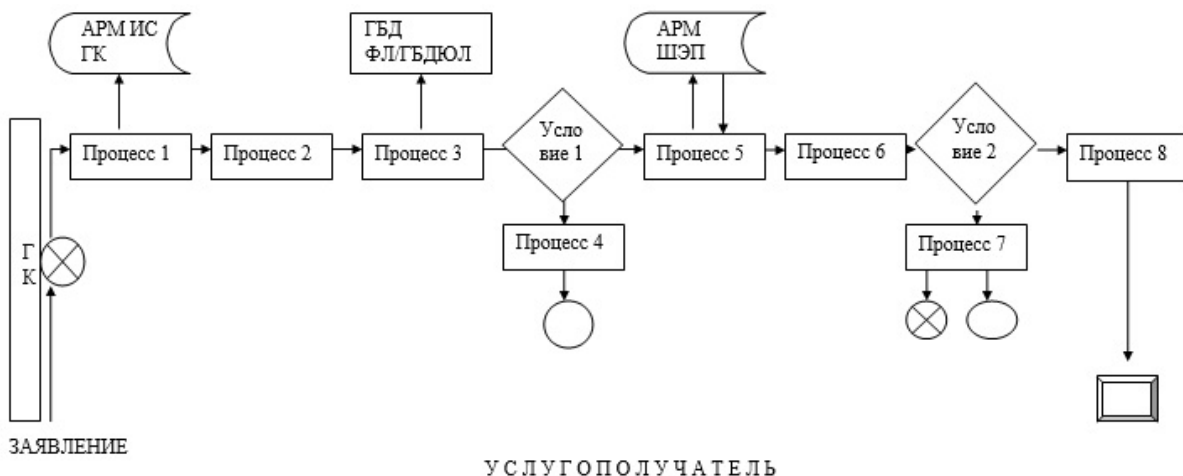 АРМ ИС
ГК
ГБД
ФЛ/ГБДЮЛ
АРМ
ШЭП
Процесс 1
Процесс 2
Процесс 3
Усло
вие 1
Процесс 5
Процесс 6
Усло
вие 2
Процесс 8
Г
К
Процесс 4
Процесс 7
ЗАЯВЛЕНИЕ
У С Л У Г О П О Л У Ч А Т Е Л Ь